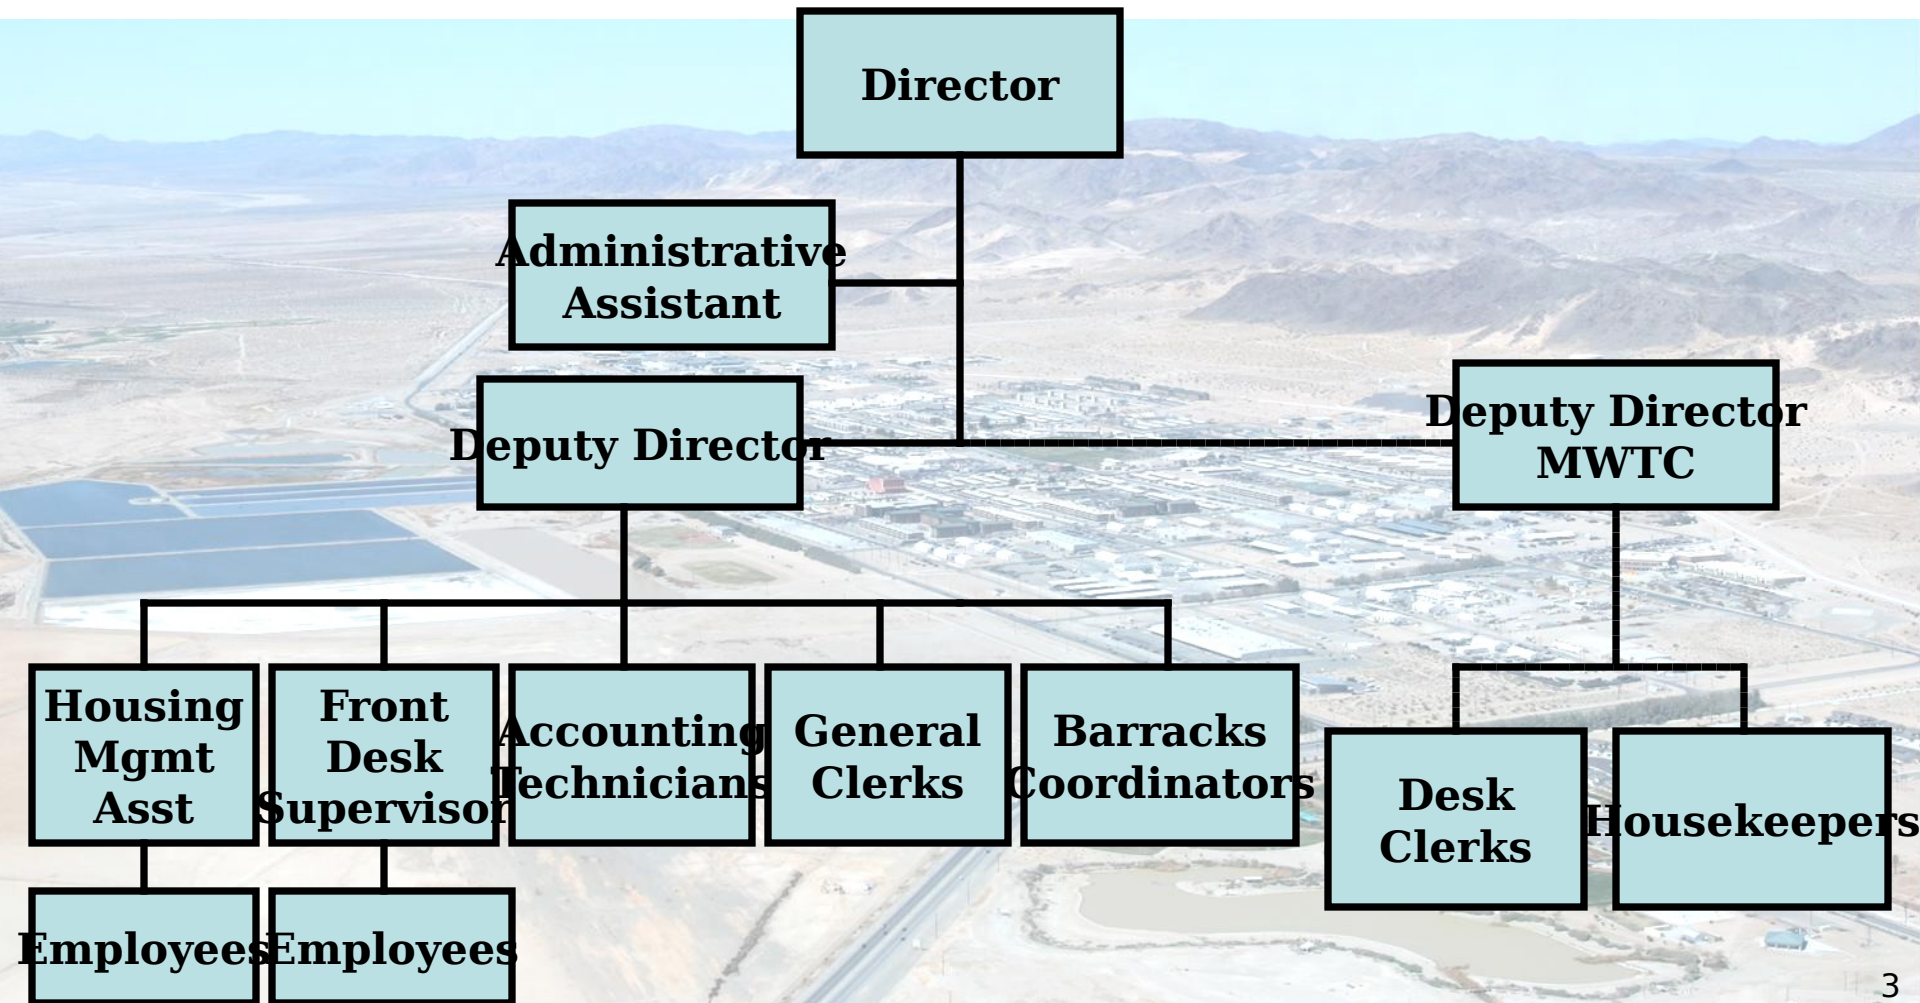 Director
Administrative
Assistant
Deputy Director
Deputy Director
MWTC
Housing
Mgmt
Asst
Front
Desk
Supervisor
Accounting
Technicians
General
Clerks
Barracks
Coordinators
Desk
Clerks
Housekeepers
Employees
Employees
3